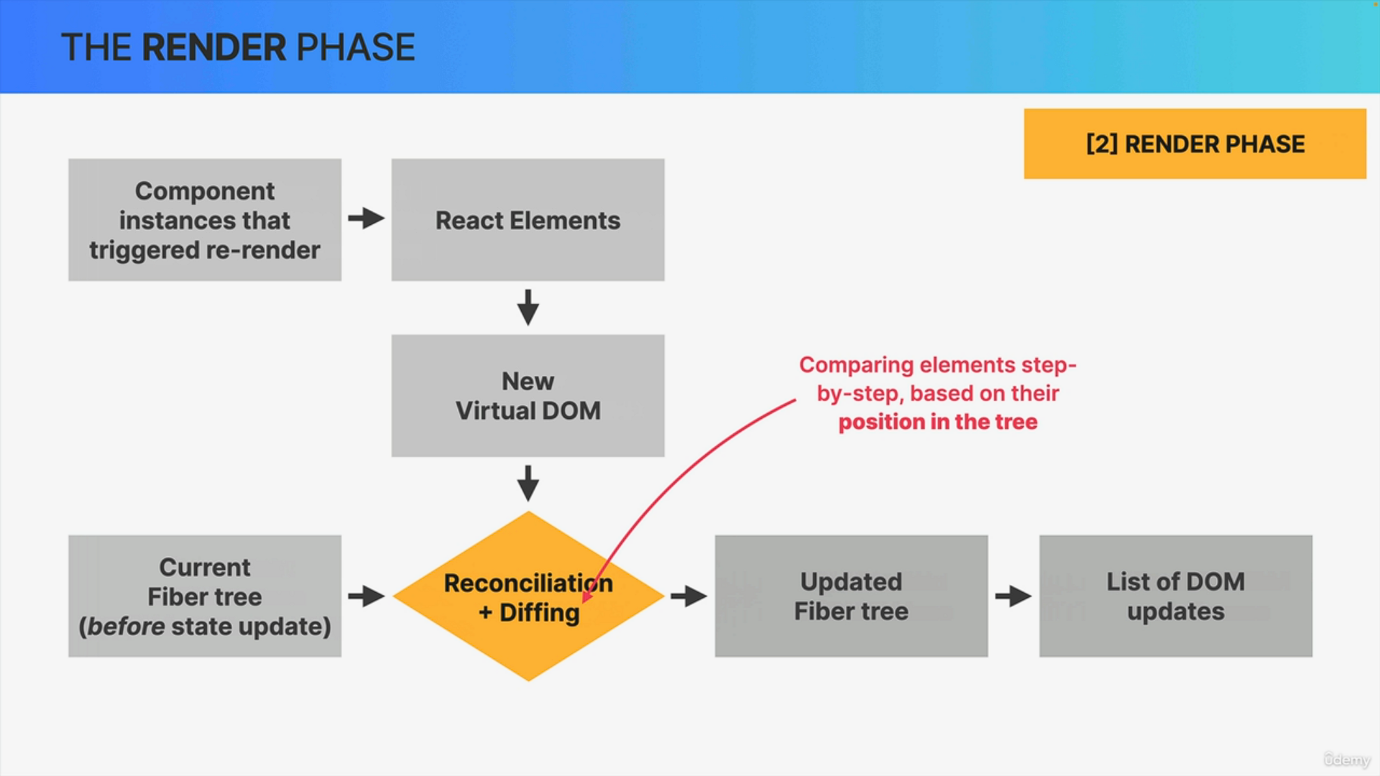 THE RENDER PHASE
[2] RENDER PHASE
Component
instances that
triggered re-render
React Elements
New
Virtual DOM
Comparing elements step-
by-step, based on their
position in the tree
Current
Fiber tree
(before state update)
Reconciliation
+ Diffing
Updated
Fiber tree
List of DOM
updates
ûdemy